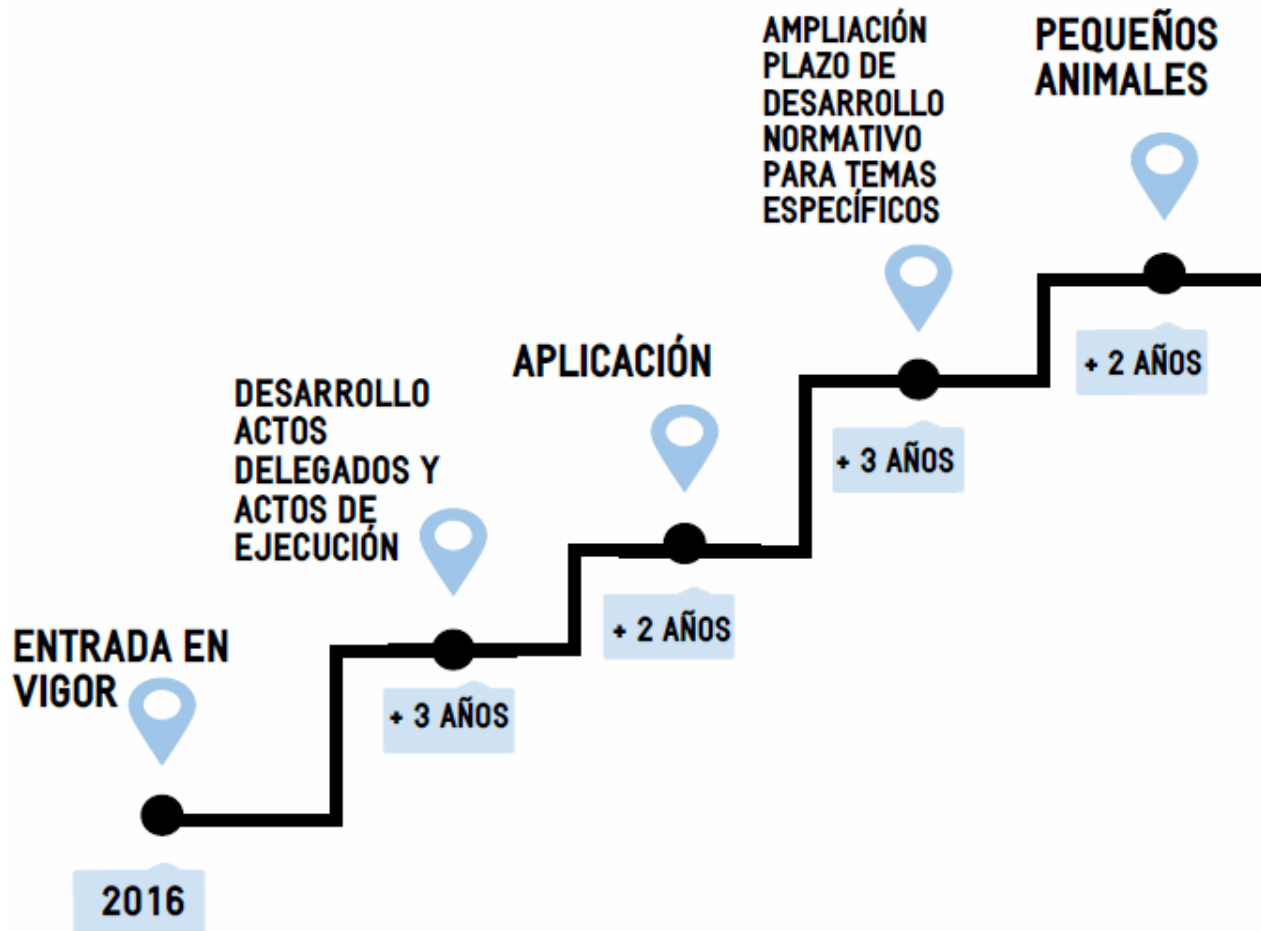 ENTRADA EN
VIGOR
2016
DESARROLLO
ACTOS
DELEGADOS Y
ACTOS DE
EJECUCIÓN
+ 3 AÑOS
APLICACIÓN
+ 2 AÑOS
AMPLIACIÓN
PLAZO DE
DESARROLLO
NORMATIVO
PARA TEMAS
ESPECÍFICOS
+ 3 AÑOS
PEQUEÑOS
ANIMALES
+ 2 AÑOS